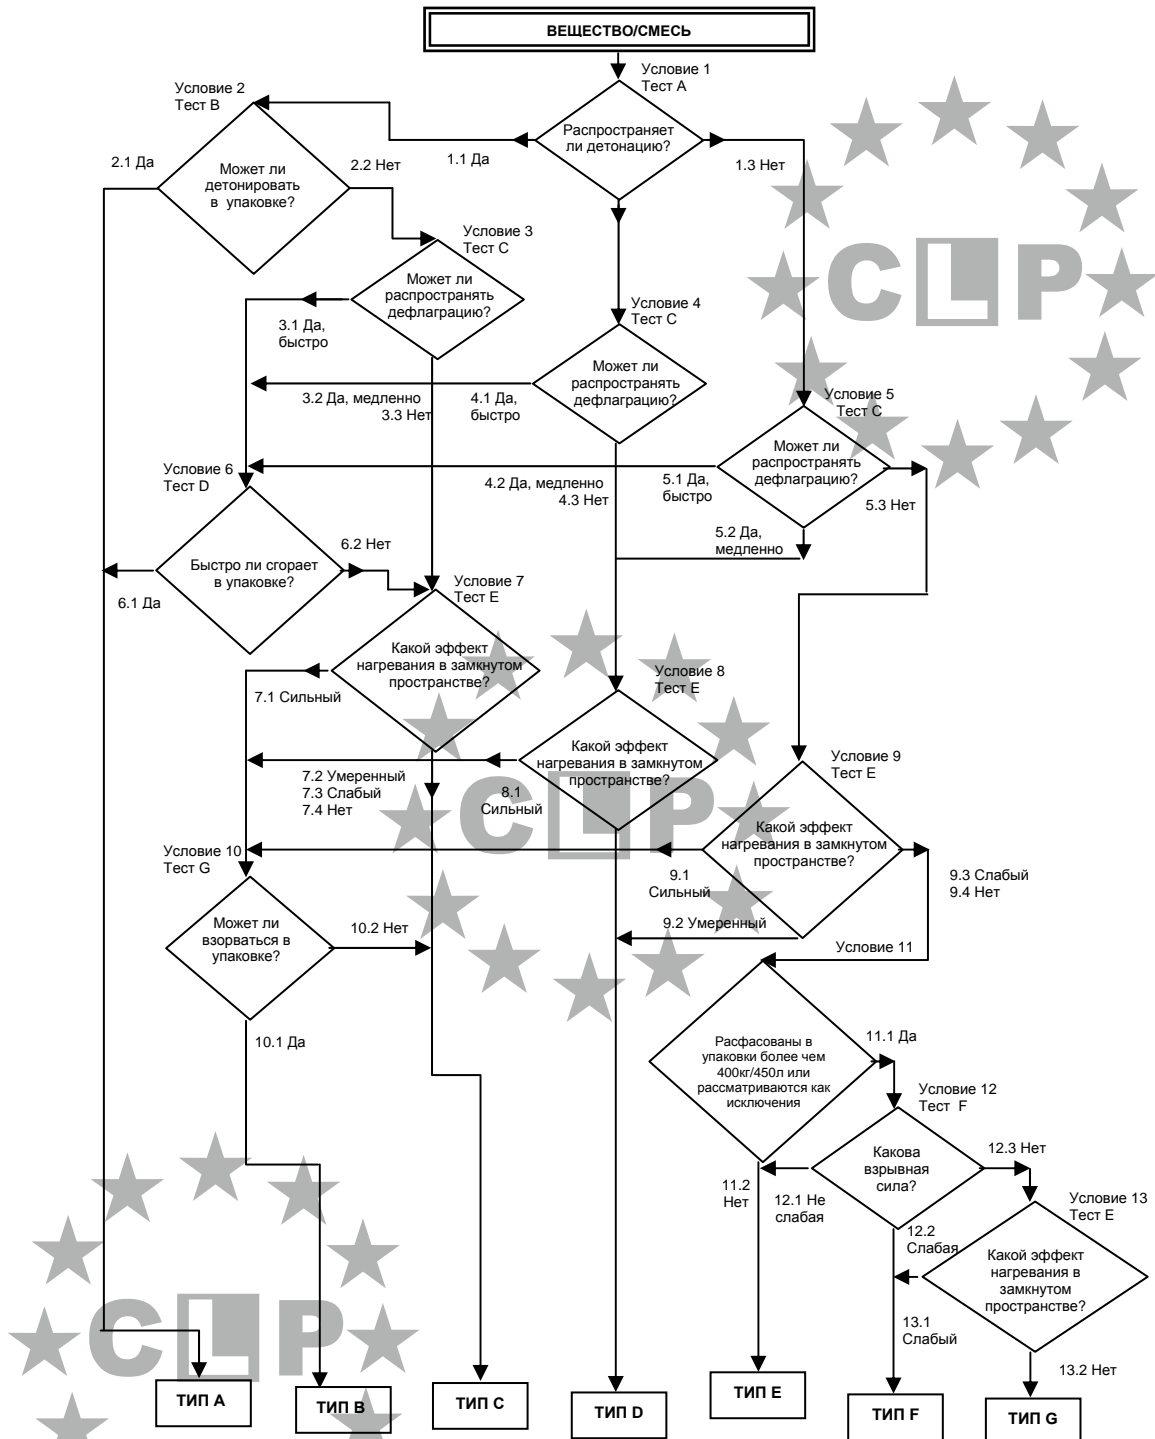 ВЕЩЕСТВО/СМЕСЬ
Условие 1
Тест A
Распространяет
ли детонацию?
1.1 Да
1.3 Нет
Условие 2
Тест B
2.1 Да
2.2 Нет
Может ли
детонировать
в упаковке?
Условие 3
Тест C
Может ли
распространять
дефлаграцию?
3.1 Да,
быстро
3.2 Да, медленно
3.3 Нет
Условие 4
Тест C
Может ли
распространять
дефлаграцию?
4.1 Да,
быстро
4.2 Да, медленно
4.3 Нет
Условие 5
Тест C
Может ли
распространять
дефлаграцию?
5.1 Да,
быстро
5.2 Да,
медленно
5.3 Нет
Условие 6
Тест D
Быстро ли сгорает
в упаковке?
6.1 Да
6.2 Нет
Условие 7
Тест E
Какой эффект
нагревания в замкнутом
пространстве?
7.1 Сильный
7.2 Умеренный
7.3 Слабый
7.4 Нет
Условие 8
Тест E
Какой эффект
нагревания в замкнутом
пространстве?
8.1
Сильный
Условие 9
Тест E
Какой эффект
нагревания в замкнутом
пространстве?
9.1
Сильный
9.2 Умеренный
9.3 Слабый
9.4 Нет
Условие 10
Тест G
Может ли
взорваться в
упаковке?
10.1 Да
10.2 Нет
Условие 11
Расфасованы в
упаковки более чем
400кг/450л или
рассматриваются как
исключения
11.1 Да
11.2
Нет
Условие 12
Тест F
Какова
взрывная
сила?
12.1 Не
слабая
12.2
Слабая
12.3 Нет
Условие 13
Тест E
Какой эффект
нагревания в
замкнутом
пространстве?
13.1
Слабый
13.2 Нет
ТИП A
ТИП B
ТИП C
ТИП D
ТИП E
ТИП F
ТИП G
CLP
CLP
CLP